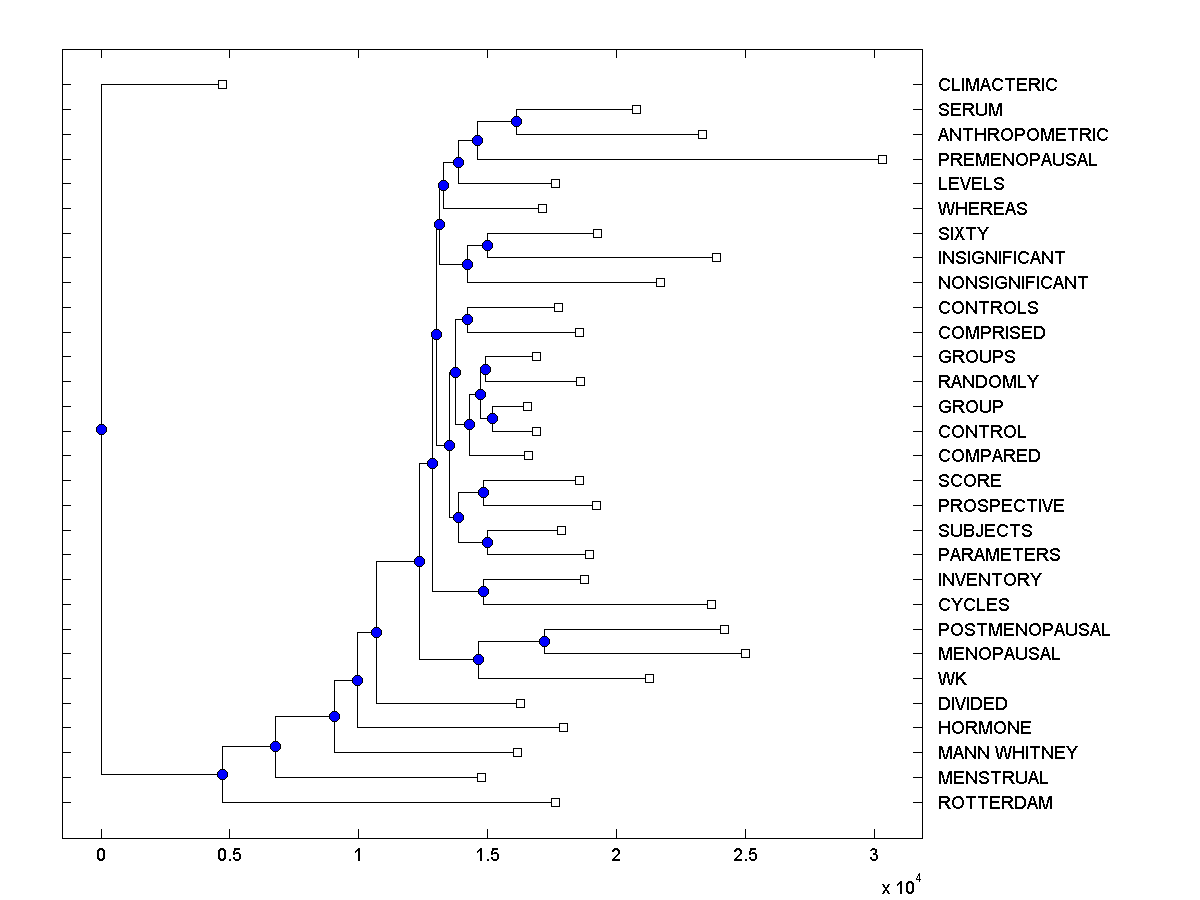 CLIMACTERIC
SERUM
ANTHROPOMETRIC
PREMENOPAUSAL
LEVELS
WHEREAS
SIXTY
INSIGNIFICANT
NONSIGNIFICANT
CONTROLS
COMPRISED
GROUPS
RANDOMLY
GROUP
CONTROL
COMPARED
SCORE
PROSPECTIVE
SUBJECTS
PARAMETERS
INVENTORY
CYCLES
POSTMENOPAUSAL
MENOPAUSAL
WK
DIVIDED
HORMONE
MANN WHITNEY
MENSTRUAL
ROTTERDAM
0 0.5 1 1.5 2 2.5 3
x 10^4